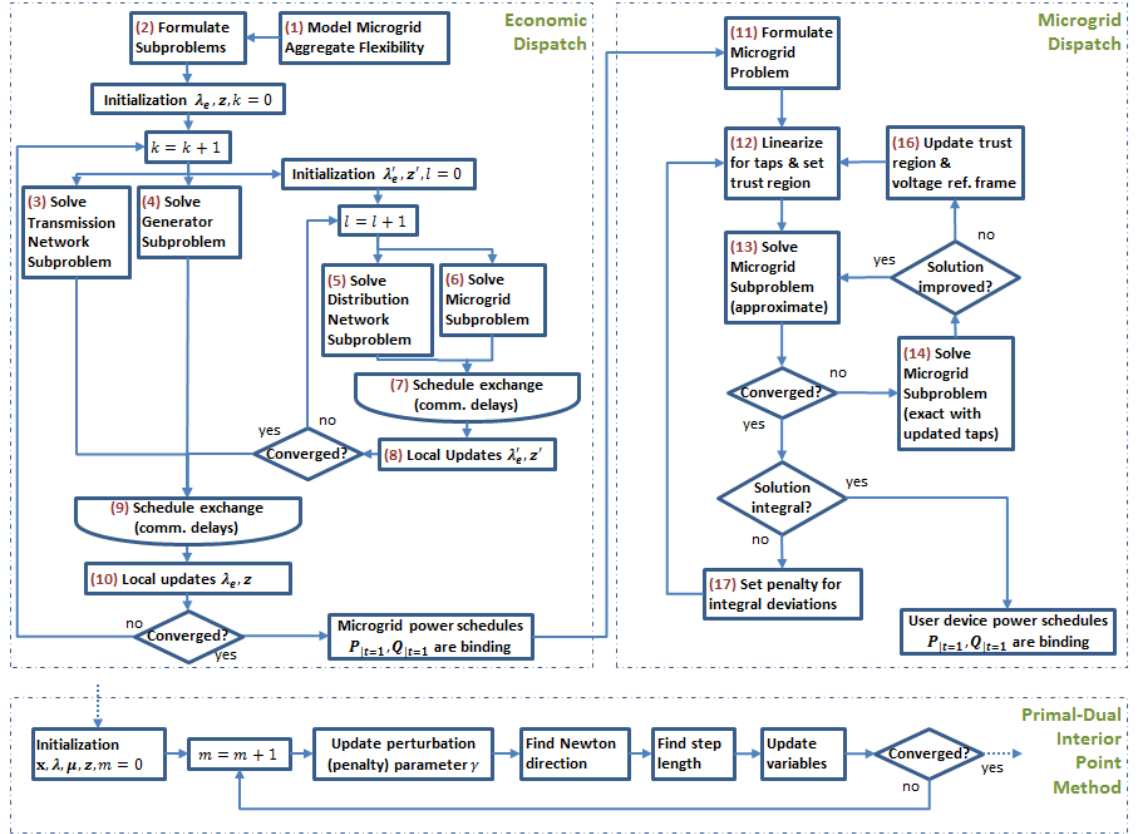 Economic
Dispatch
(2) Formulate
Subproblems
(1) Model Microgrid
Aggregate Flexibility
Initialization λₑ, z, k = 0
k = k + 1
Initialization λ′ₑ, z′, l = 0
(3) Solve
Transmission
Network
Subproblem
(4) Solve
Generator
Subproblem
l = l + 1
(5) Solve
Distribution
Network
Subproblem
(6) Solve
Microgrid
Subproblem
(7) Schedule exchange
(comm. delays)
yes
no
Converged?
(8) Local Updates λ′ₑ, z′
(9) Schedule exchange
(comm. delays)
(10) Local updates λₑ, z
no
Converged?
yes
Microgrid power schedules
P|t=1, Q|t=1 are binding
Microgrid
Dispatch
(11) Formulate
Microgrid
Problem
(12) Linearize
for taps & set
trust region
(16) Update trust
region &
voltage ref. frame
no
(13) Solve
Microgrid
Subproblem
(approximate)
yes
Solution
improved?
(14) Solve
Microgrid
Subproblem
(exact with
updated taps)
Converged?
no
yes
Solution
integral?
yes
no
(17) Set penalty for
integral deviations
User device power schedules
P|t=1, Q|t=1 are binding
Primal-Dual
Interior
Point
Method
Initialization
x, λ, μ, z, m = 0
m = m + 1
Update perturbation
(penalty) parameter γ
Find Newton
direction
Find step
length
Update
variables
Converged?
yes
no